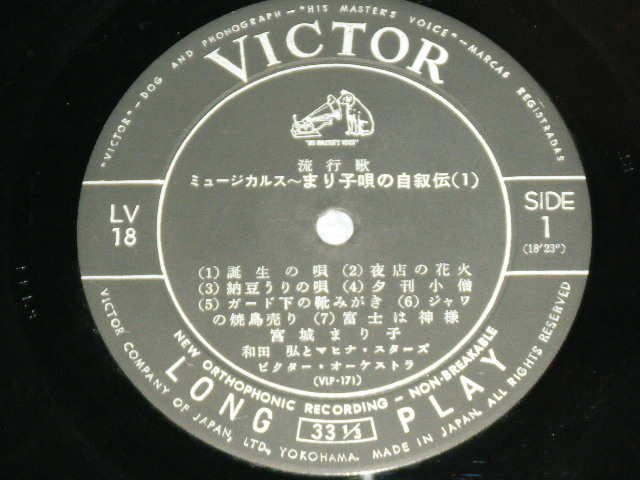 "VICTOR"—DOG AND PHONOGRAPH—"HIS MASTER'S VOICE"—MARCAS REGISTRADAS
VICTOR
"HIS MASTER'S VOICE"
流行歌
ミュージカルス～まり子唄の自叙伝(1)
LV
18
SIDE
1
(18'23")
(1) 誕生の唄 (2) 夜店の花火
(3) 納豆うりの唄 (4) 夕刊小僧
(5) ガード下の靴みがき (6) ジャワ
の焼鳥売り (7) 富士は神様
宮城まり子
和田 弘とマヒナ・スターズ
ビクター・オーケストラ
(VLP-171)
NEW ORTHOPHONIC RECORDING — NON-BREAKABLE
LONG PLAY
33 1/3
VICTOR COMPANY OF JAPAN, LTD., YOKOHAMA. MADE IN JAPAN. ALL RIGHTS RESERVED